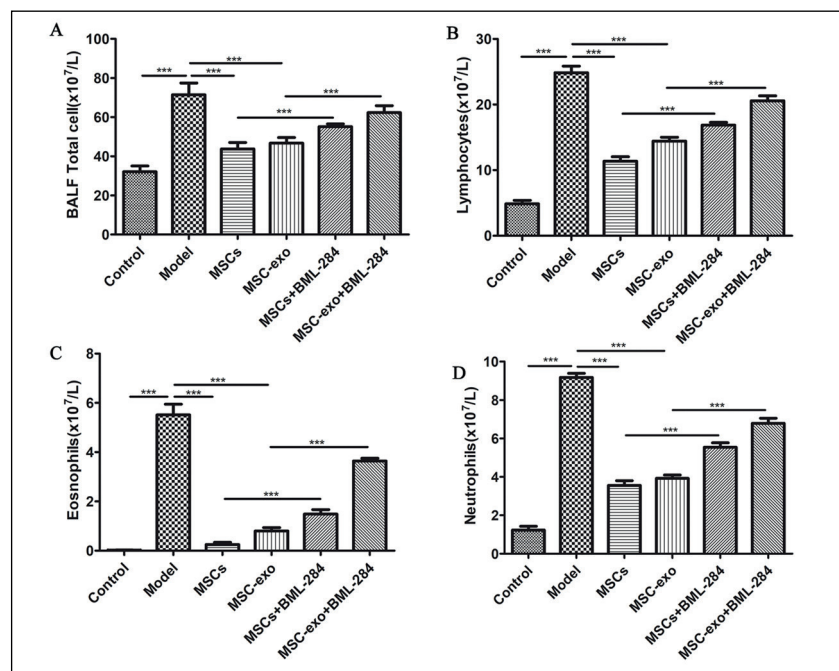 A
BALF Total cell(x10⁷/L)
100
80
60
40
20
0
***
***
***
***
***
Control
Model
MSCs
MSC-exo
MSCs+BML-284
MSC-exo+BML-284
B
Lymphocytes(x10⁷/L)
30
20
10
0
***
***
***
***
***
Control
Model
MSCs
MSC-exo
MSCs+BML-284
MSC-exo+BML-284
C
Eosnophils(x10⁷/L)
8
6
4
2
0
***
***
***
***
***
Control
Model
MSCs
MSC-exo
MSCs+BML-284
MSC-exo+BML-284
D
Neutrophils(x10⁷/L)
10
8
6
4
2
0
***
***
***
***
***
Control
Model
MSCs
MSC-exo
MSCs+BML-284
MSC-exo+BML-284